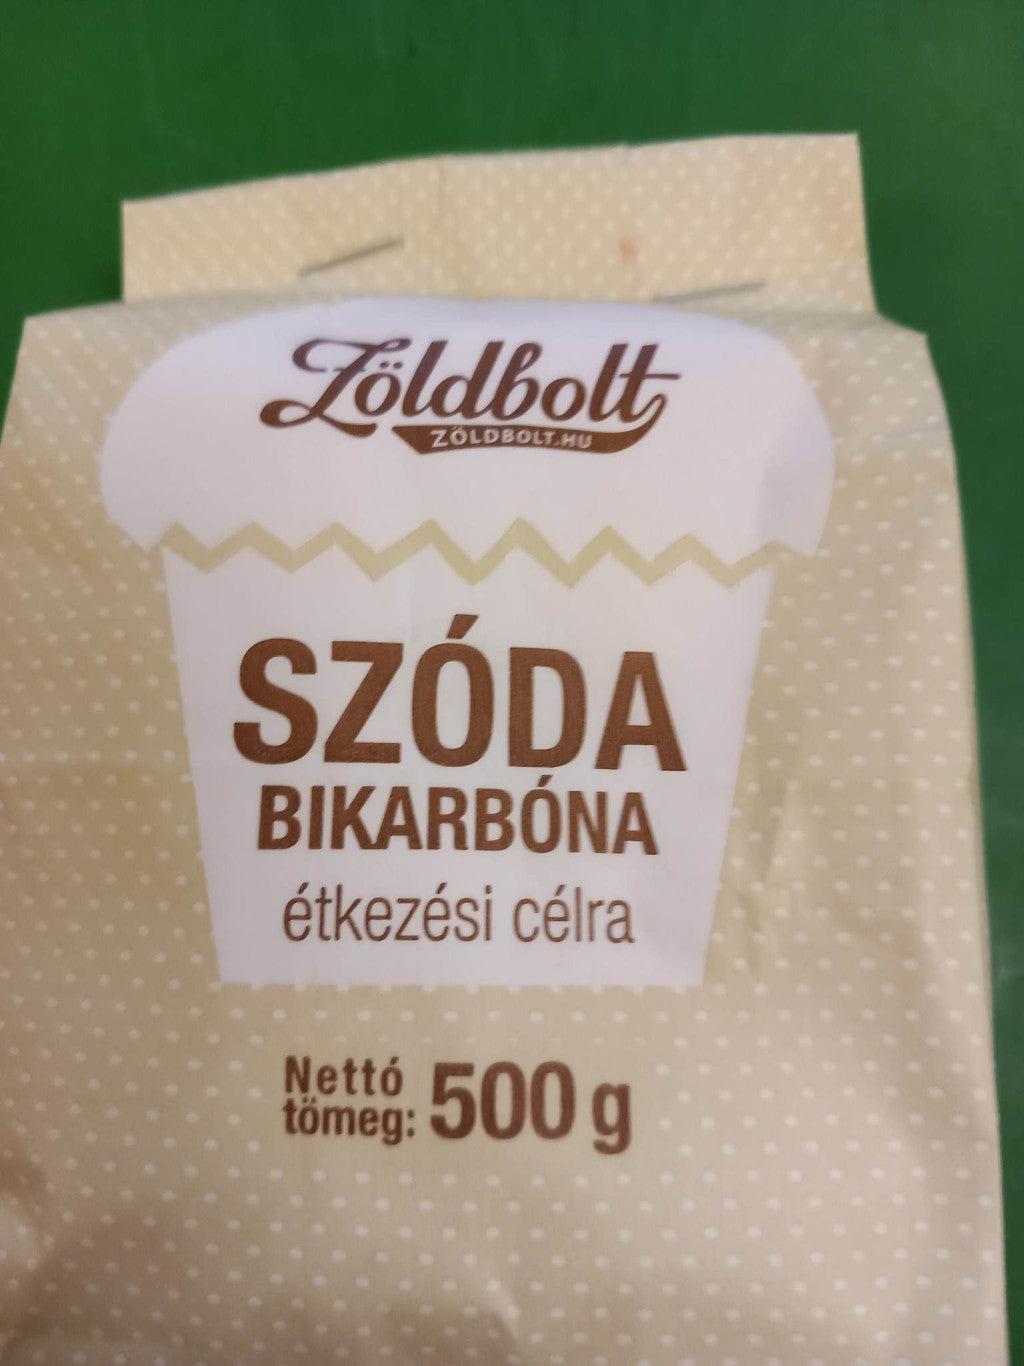 Zöldbolt
ZÖLDBOLT.HU
SZÓDA
BIKARBÓNA
étkezési célra
Nettó
tömeg: 500 g